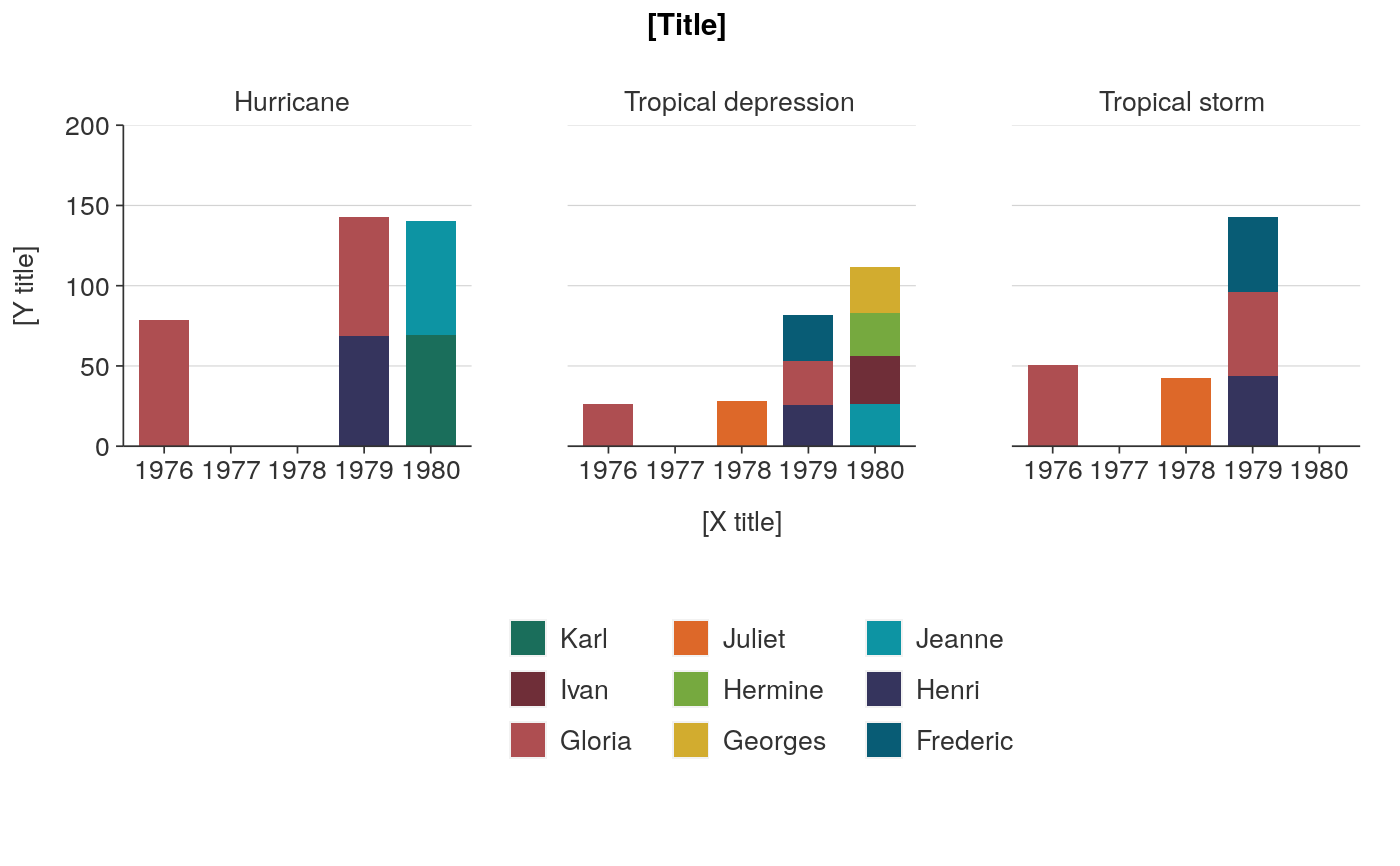 [Title]
Hurricane
Tropical depression
Tropical storm
200
150
100
50
0
[Y title]
1976 1977 1978 1979 1980
1976 1977 1978 1979 1980
1976 1977 1978 1979 1980
[X title]
Karl Juliet Jeanne
Ivan Hermine Henri
Gloria Georges Frederic